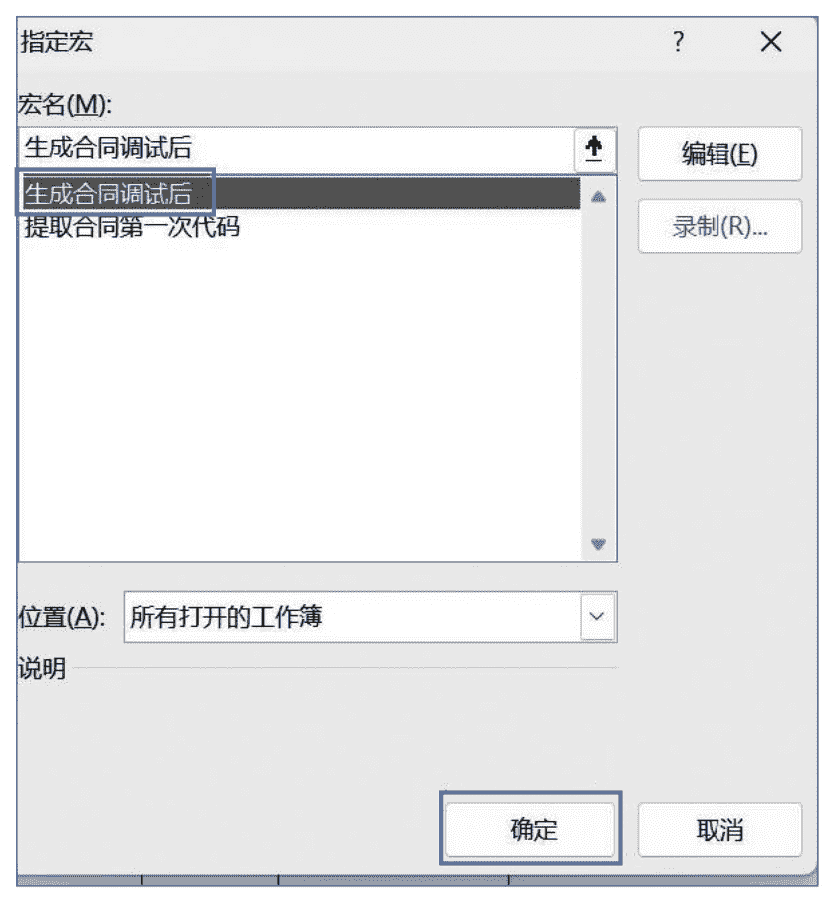 指定宏
?
宏名(M):
生成合同调试后
编辑(E)
生成合同调试后
录制(R)...
提取合同第一次代码
位置(A): 所有打开的工作簿
说明
确定
取消